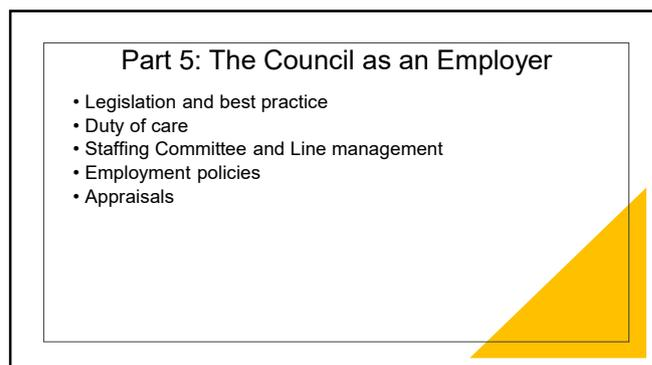 Part 5: The Council as an Employer
• Legislation and best practice
• Duty of care
• Staffing Committee and Line management
• Employment policies
• Appraisals